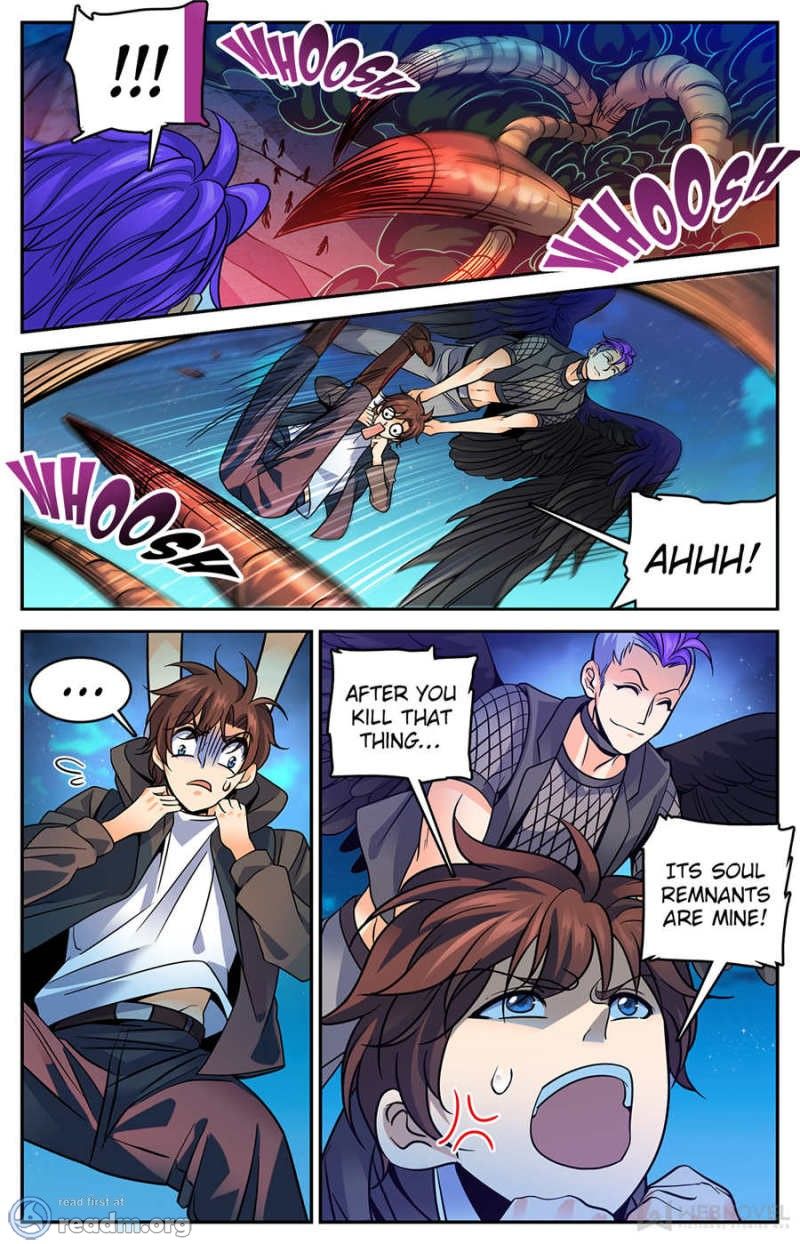 !!!
WHOOSH
WHOOSH
WHOOSH
AHHH!
...
AFTER YOU
KILL THAT
THING...
ITS SOUL
REMNANTS
ARE MINE!
read first at
readm.org
WEBNOVEL